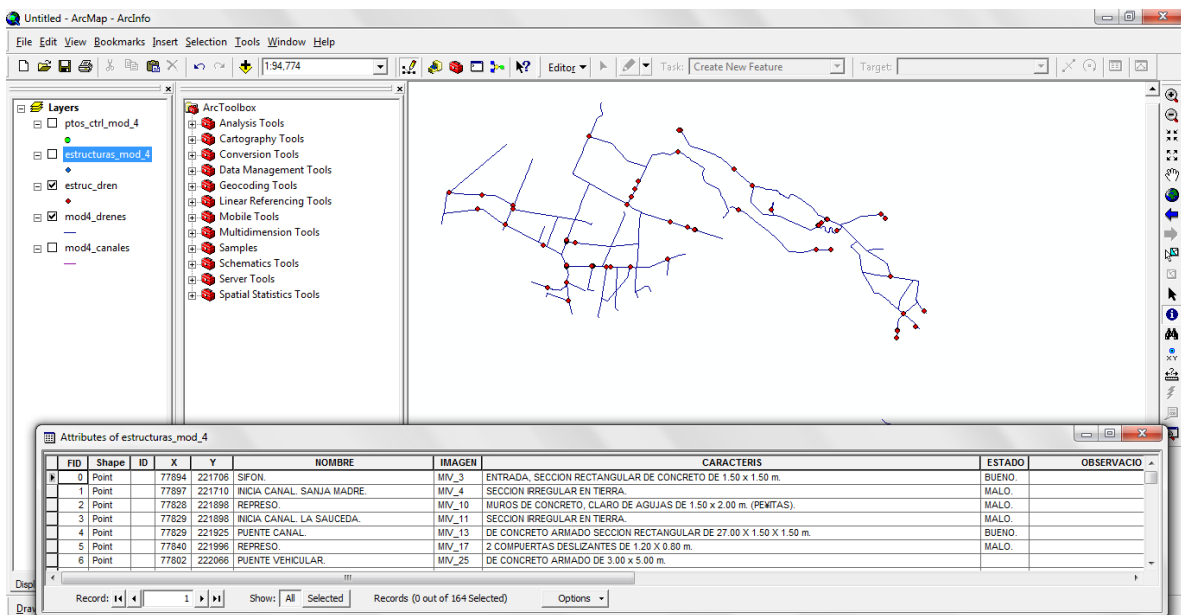 Untitled - ArcMap - ArcInfo
File Edit View Bookmarks Insert Selection Tools Window Help
1:94,774 Editor Task: Create New Feature Target:
Layers
ptos_ctrl_mod_4
estructuras_mod_4
estruc_dren
mod4_drenes
mod4_canales
ArcToolbox
Analysis Tools
Cartography Tools
Conversion Tools
Data Management Tools
Geocoding Tools
Linear Referencing Tools
Mobile Tools
Multidimension Tools
Samples
Schematics Tools
Server Tools
Spatial Statistics Tools
Attributes of estructuras_mod_4
FID Shape ID X Y NOMBRE IMAGEN CARACTERIS ESTADO OBSERVACIO
0 Point 77894 221706 SIFON. MIV_3 ENTRADA, SECCION RECTANGULAR DE CONCRETO DE 1.50 x 1.50 m. BUENO.
1 Point 77897 221710 INICIA CANAL. SANJA MADRE. MIV_4 SECCION IRREGULAR EN TIERRA. MALO.
2 Point 77828 221898 REPRESO. MIV_10 MUROS DE CONCRETO, CLARO DE AGUJAS DE 1.50 x 2.00 m. (PE¥ITAS). MALO.
3 Point 77829 221898 INICIA CANAL. LA SAUCEDA. MIV_11 SECCION IRREGULAR EN TIERRA. MALO.
4 Point 77829 221925 PUENTE CANAL. MIV_13 DE CONCRETO ARMADO SECCION RECTANGULAR DE 27.00 X 1.50 X 1.50 m. BUENO.
5 Point 77840 221996 REPRESO. MIV_17 2 COMPUERTAS DESLIZANTES DE 1.20 X 0.80 m. MALO.
6 Point 77802 222066 PUENTE VEHICULAR. MIV_25 DE CONCRETO ARMADO DE 3.00 x 5.00 m.
Displ
Record: 1 Show: All Selected Records (0 out of 164 Selected) Options
Draw